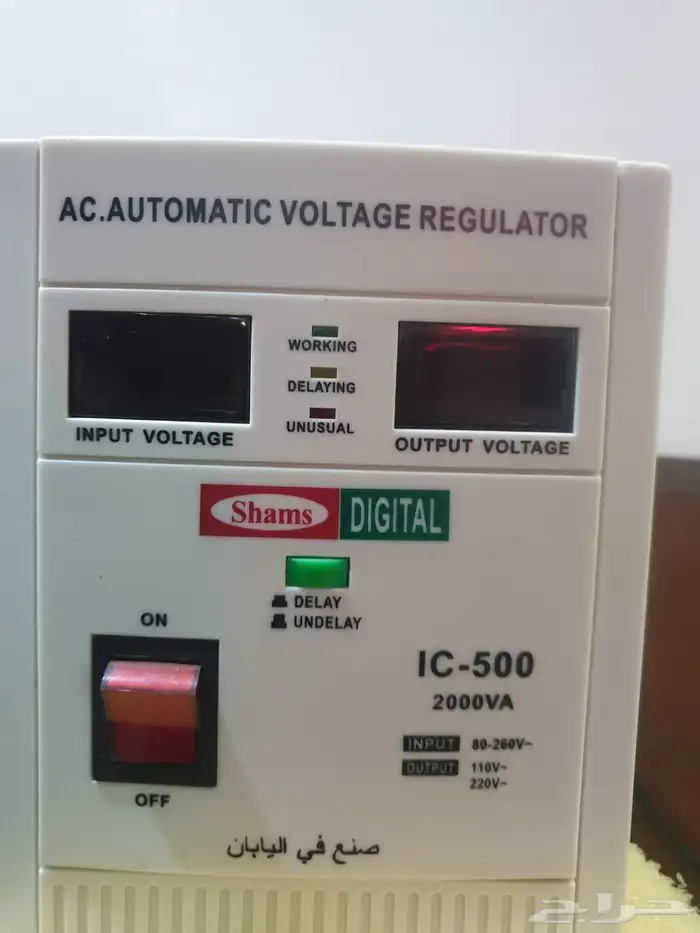 AC.AUTOMATIC VOLTAGE REGULATOR
WORKING
DELAYING
UNUSUAL
INPUT VOLTAGE
OUTPUT VOLTAGE
Shams DIGITAL
DELAY
UNDELAY
ON
OFF
IC-500
2000VA
INPUT 80-260V~
OUTPUT 110V~
220V~
صنع في اليابان
حراج